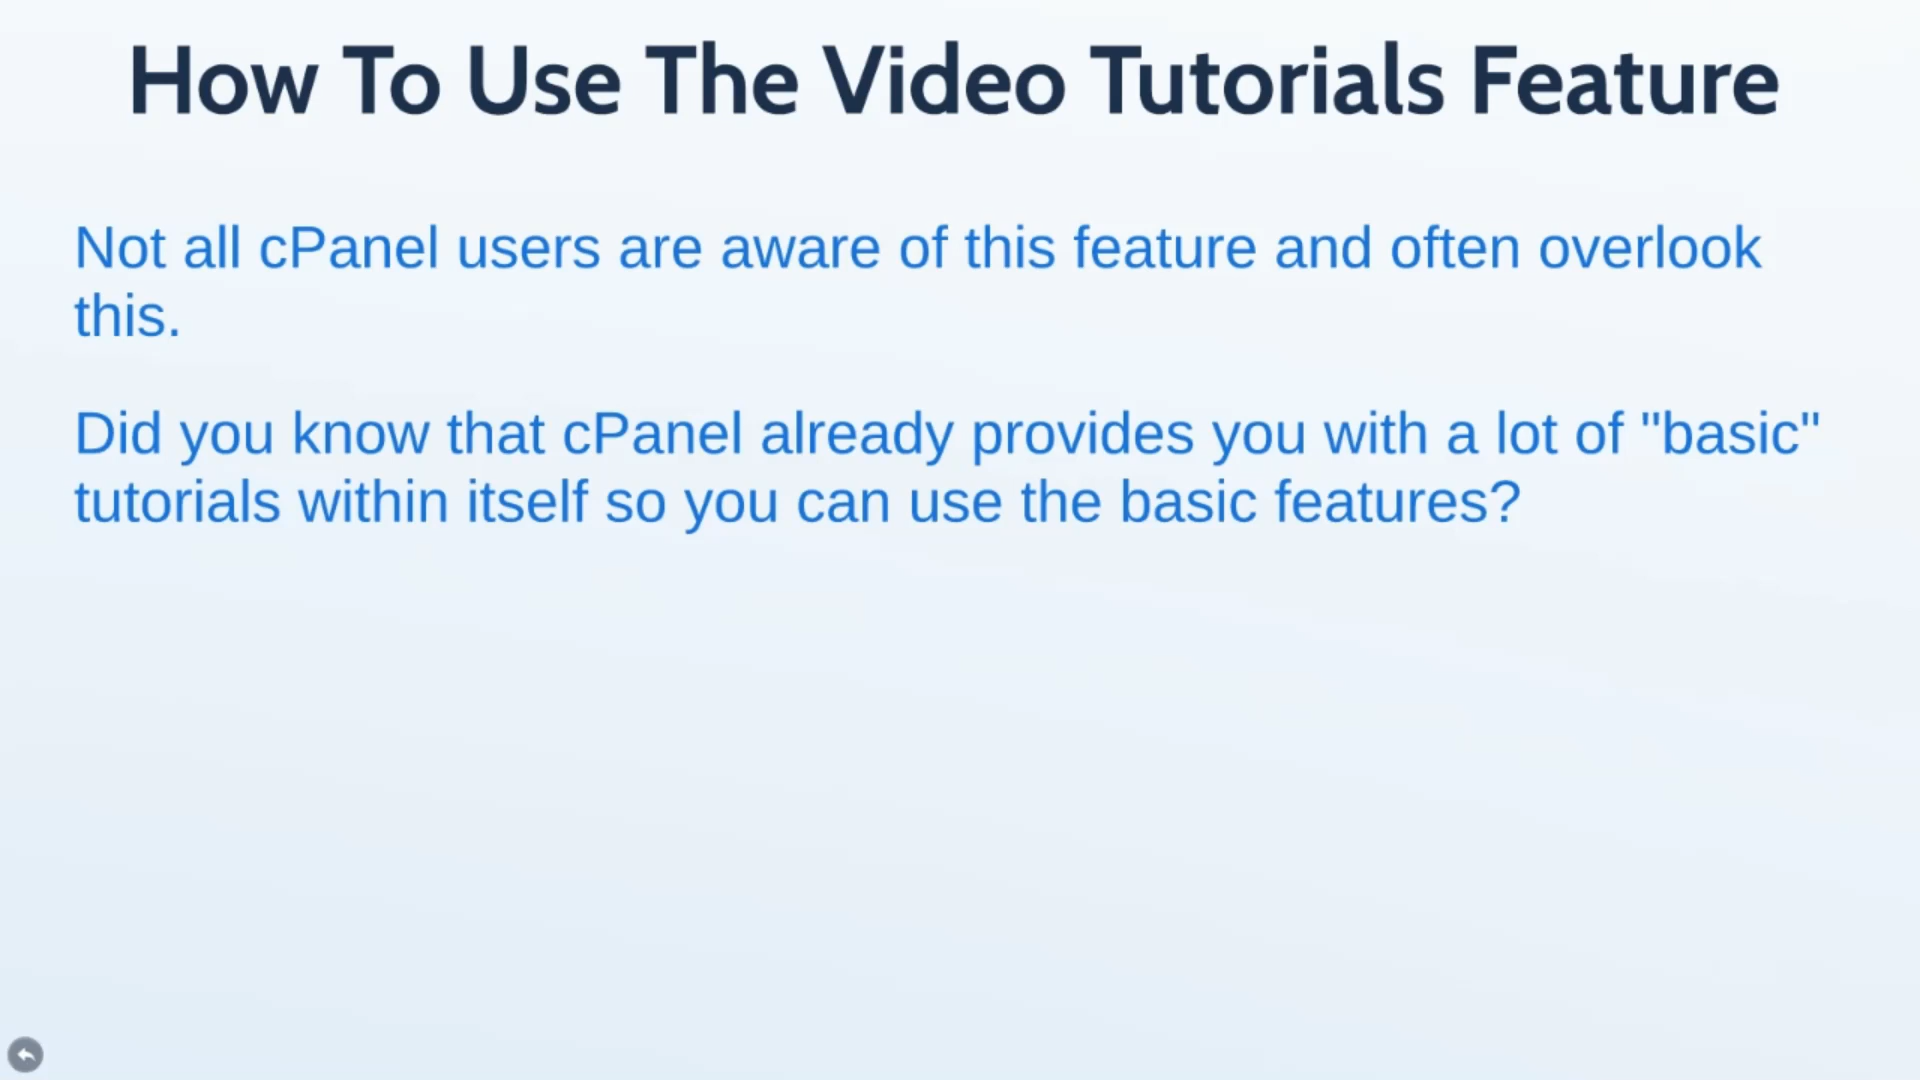 How To Use The Video Tutorials Feature
Not all cPanel users are aware of this feature and often overlook
this.
Did you know that cPanel already provides you with a lot of "basic"
tutorials within itself so you can use the basic features?